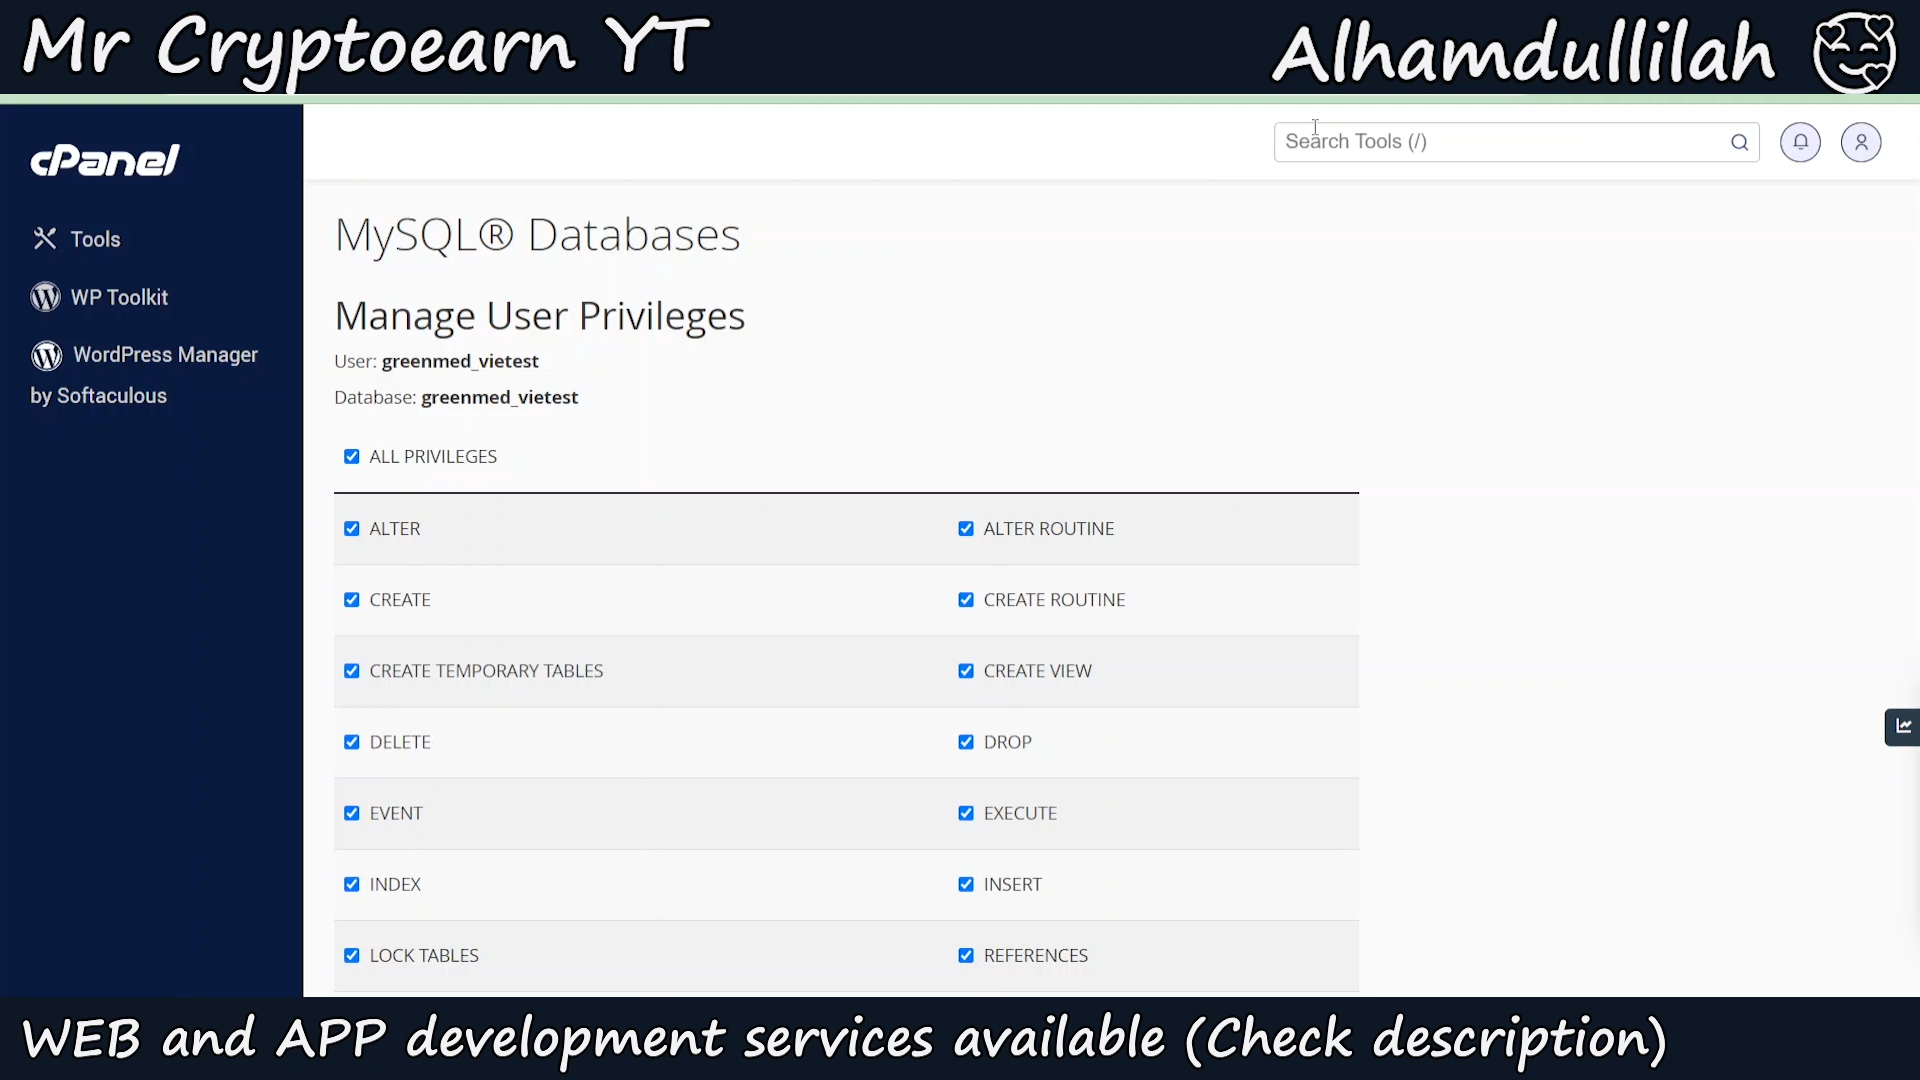 Mr Cryptoearn YT
Alhamdullilah
cPanel
Search Tools (/)
Tools
WP Toolkit
WordPress Manager
by Softaculous
MySQL® Databases
Manage User Privileges
User: greenmed_vietest
Database: greenmed_vietest
ALL PRIVILEGES
ALTER
ALTER ROUTINE
CREATE
CREATE ROUTINE
CREATE TEMPORARY TABLES
CREATE VIEW
DELETE
DROP
EVENT
EXECUTE
INDEX
INSERT
LOCK TABLES
REFERENCES
WEB and APP development services available (Check description)